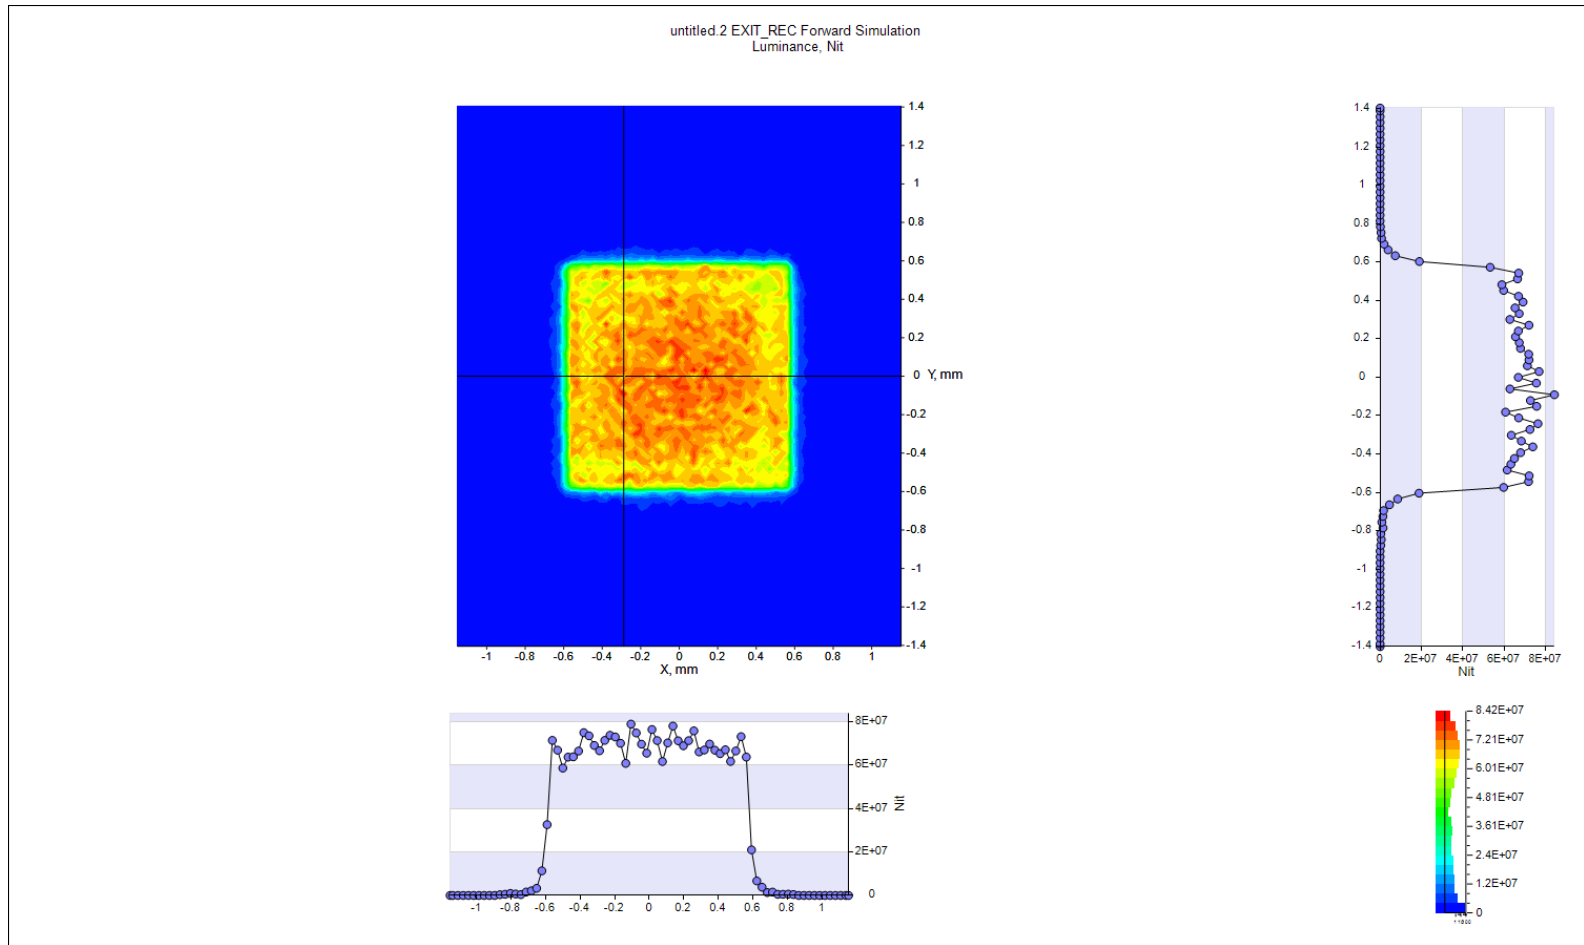 untitled.2 EXIT_REC Forward Simulation
Luminance, Nit
1.4
1.2
1
0.8
0.6
0.4
0.2
0 Y, mm
-0.2
-0.4
-0.6
-0.8
-1
-1.2
-1.4
-1 -0.8 -0.6 -0.4 -0.2 0 0.2 0.4 0.6 0.8 1
X, mm
1.4
1.2
1
0.8
0.6
0.4
0.2
0
-0.2
-0.4
-0.6
-0.8
-1
-1.2
-1.4
0 2E+07 4E+07 6E+07 8E+07
Nit
8E+07
6E+07
4E+07
2E+07
0
Nit
-1 -0.8 -0.6 -0.4 -0.2 0 0.2 0.4 0.6 0.8 1
8.42E+07
7.21E+07
6.01E+07
4.81E+07
3.61E+07
2.4E+07
1.2E+07
0